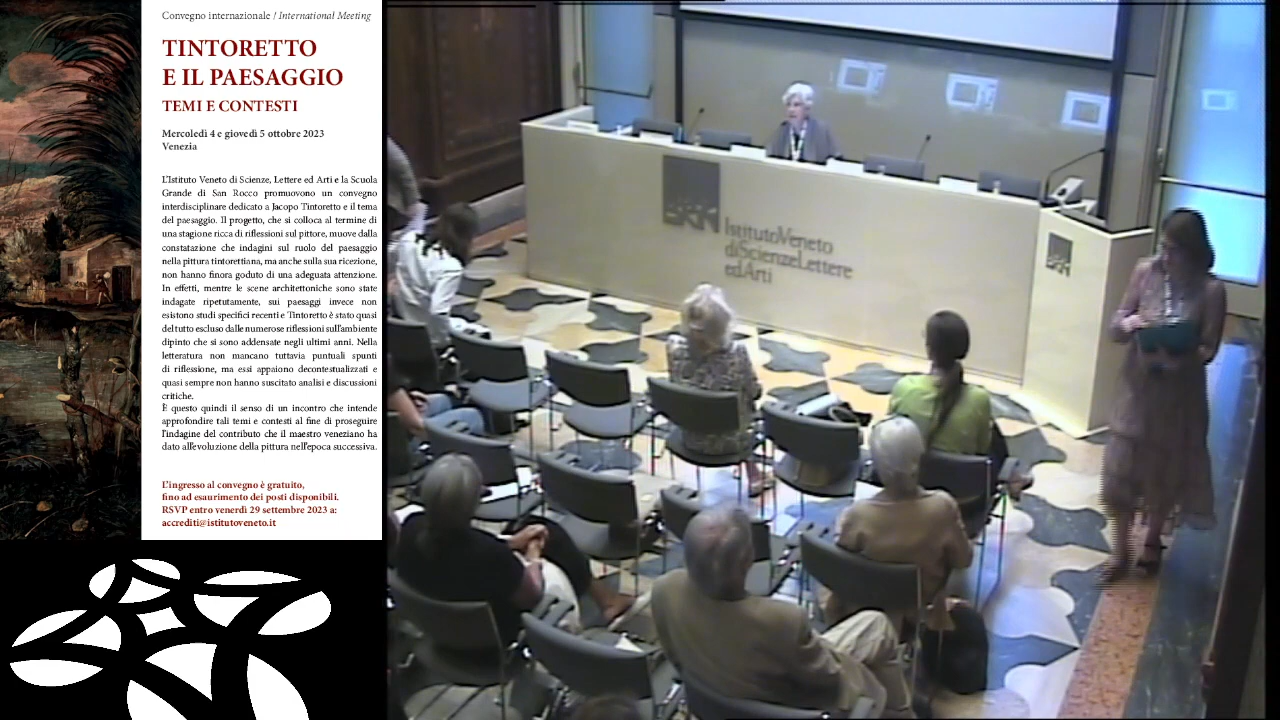 Convegno internazionale / International Meeting
TINTORETTO
E IL PAESAGGIO
TEMI E CONTESTI
Mercoledì 4 e giovedì 5 ottobre 2023
Venezia
L'Istituto Veneto di Scienze, Lettere ed Arti e la Scuola
Grande di San Rocco promuovono un convegno
interdisciplinare dedicato a Jacopo Tintoretto e il tema
del paesaggio. Il progetto, che si colloca al termine di
una stagione ricca di riflessioni sul pittore, muove dalla
constatazione che indagini sul ruolo del paesaggio
nella pittura tintorettiana, ma anche sulla sua ricezione,
non hanno finora goduto di una adeguata attenzione.
In effetti, mentre le scene architettoniche sono state
indagate ripetutamente, sui paesaggi invece non
esistono studi specifici recenti e Tintoretto è stato quasi
del tutto escluso dalle numerose riflessioni sull'ambiente
dipinto che si sono addensate negli ultimi anni. Nella
letteratura non mancano tuttavia puntuali spunti
di riflessione, ma essi appaiono decontestualizzati e
quasi sempre non hanno suscitato analisi e discussioni
critiche.
È questo quindi il senso di un incontro che intende
approfondire tali temi e contesti al fine di proseguire
l'indagine del contributo che il maestro veneziano ha
dato all'evoluzione della pittura nell'epoca successiva.
L'ingresso al convegno è gratuito,
fino ad esaurimento dei posti disponibili.
RSVP entro venerdì 29 settembre 2023 a:
accrediti@istitutoveneto.it
IstitutoVeneto
diScienzeLettere
edArti